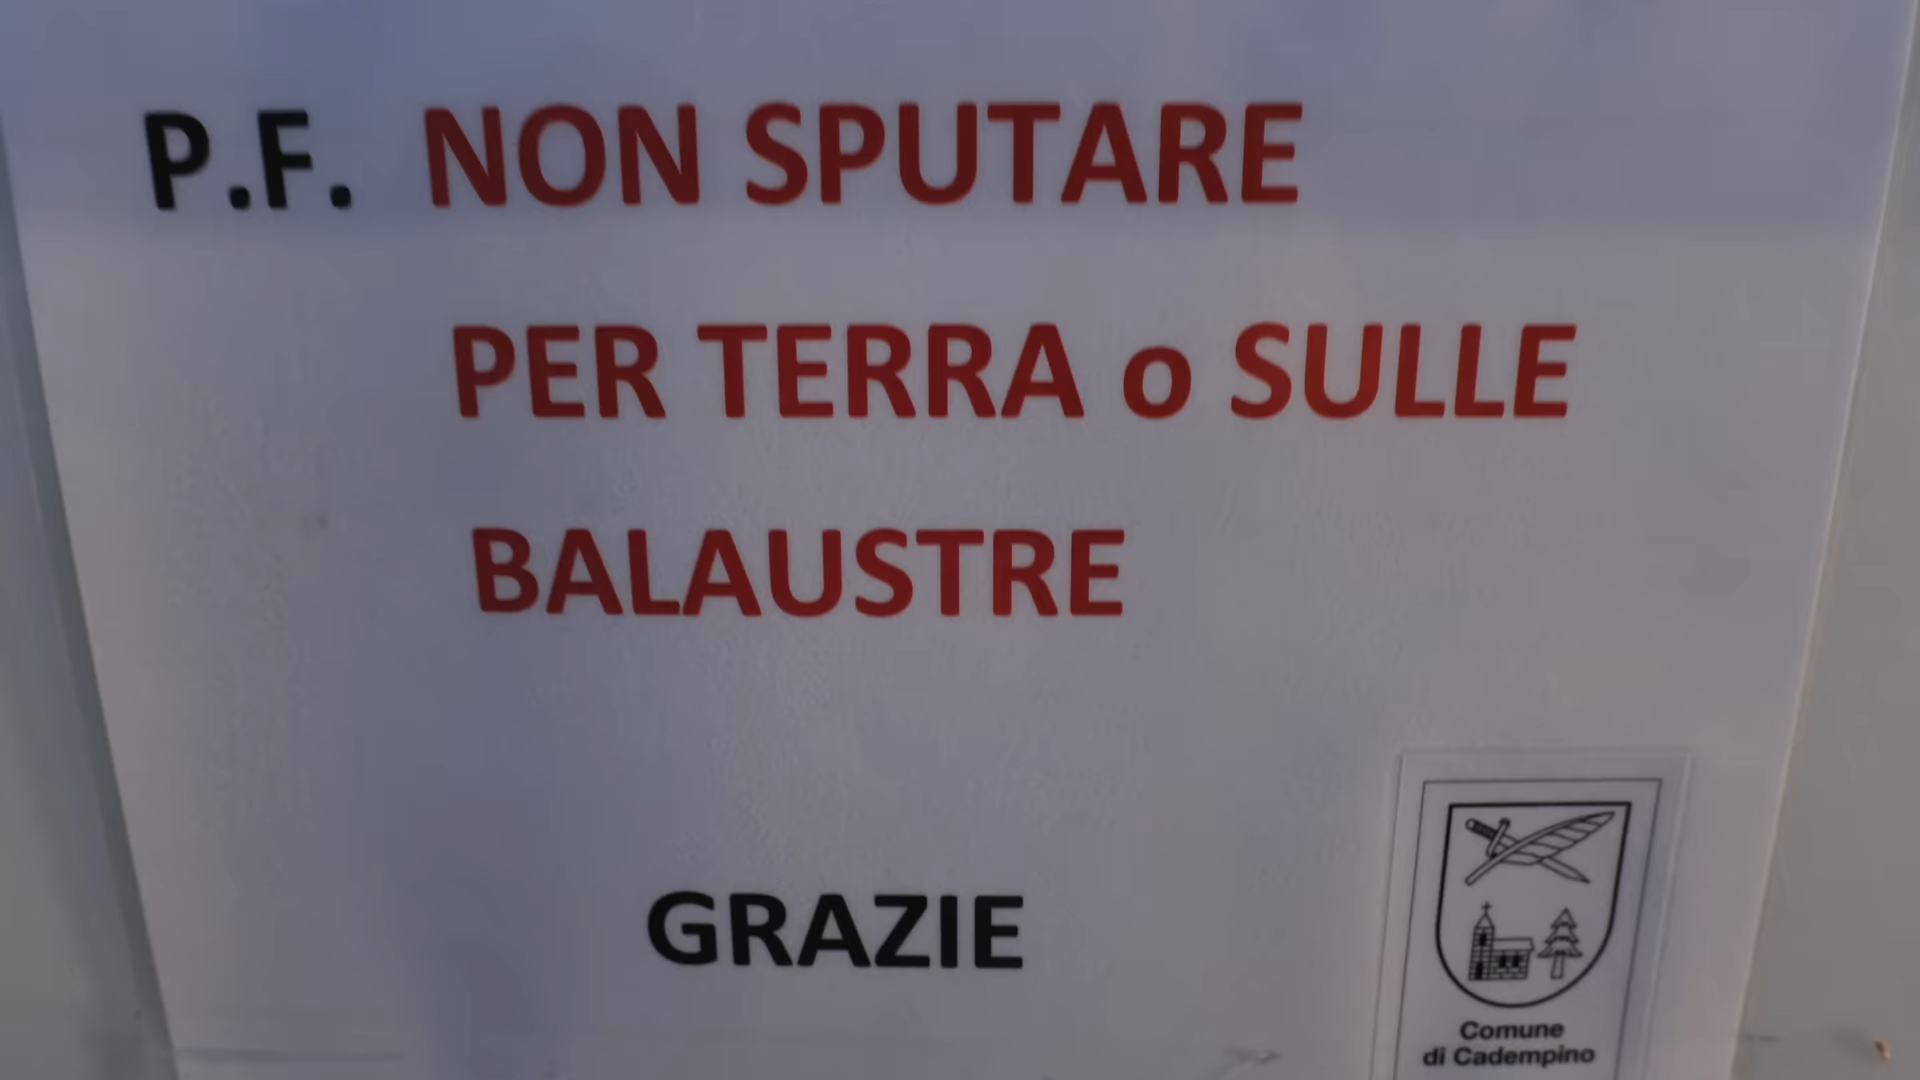 P.F. NON SPUTARE
PER TERRA o SULLE
BALAUSTRE
GRAZIE
Comune
di Cadempino